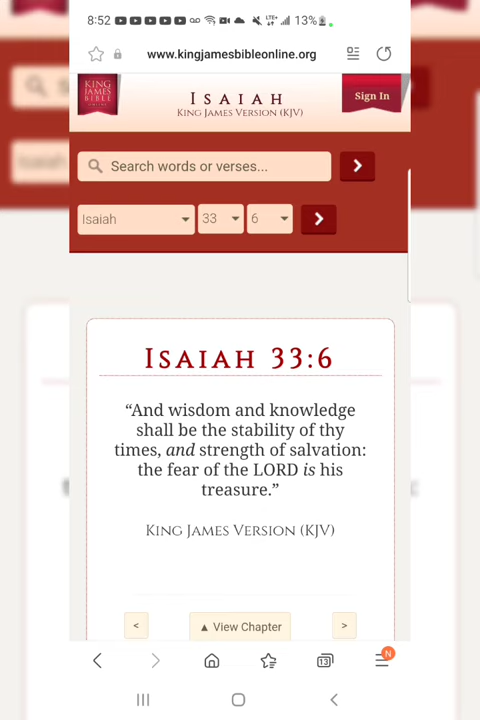 8:52
LTE+
13%
www.kingjamesbibleonline.org
KING
JAMES
BIBLE
ONLINE
ISAIAH
KING JAMES VERSION (KJV)
Sign In
Search words or verses...
Isaiah 33 6
ISAIAH 33:6
“And wisdom and knowledge
shall be the stability of thy
times, and strength of salvation:
the fear of the LORD is his
treasure.”
KING JAMES VERSION (KJV)
< ▲ View Chapter >
13
N